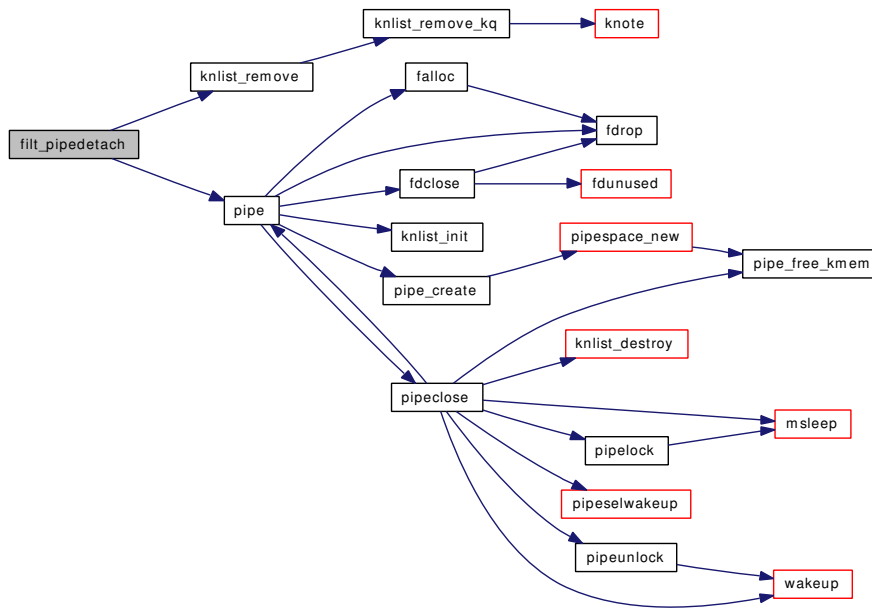 knlist_remove_kq
knote
knlist_remove
falloc
fdrop
filt_pipedetach
fdclose
fdunused
pipe
knlist_init
pipespace_new
pipe_free_kmem
pipe_create
knlist_destroy
pipeclose
msleep
pipelock
pipeselwakeup
pipeunlock
wakeup